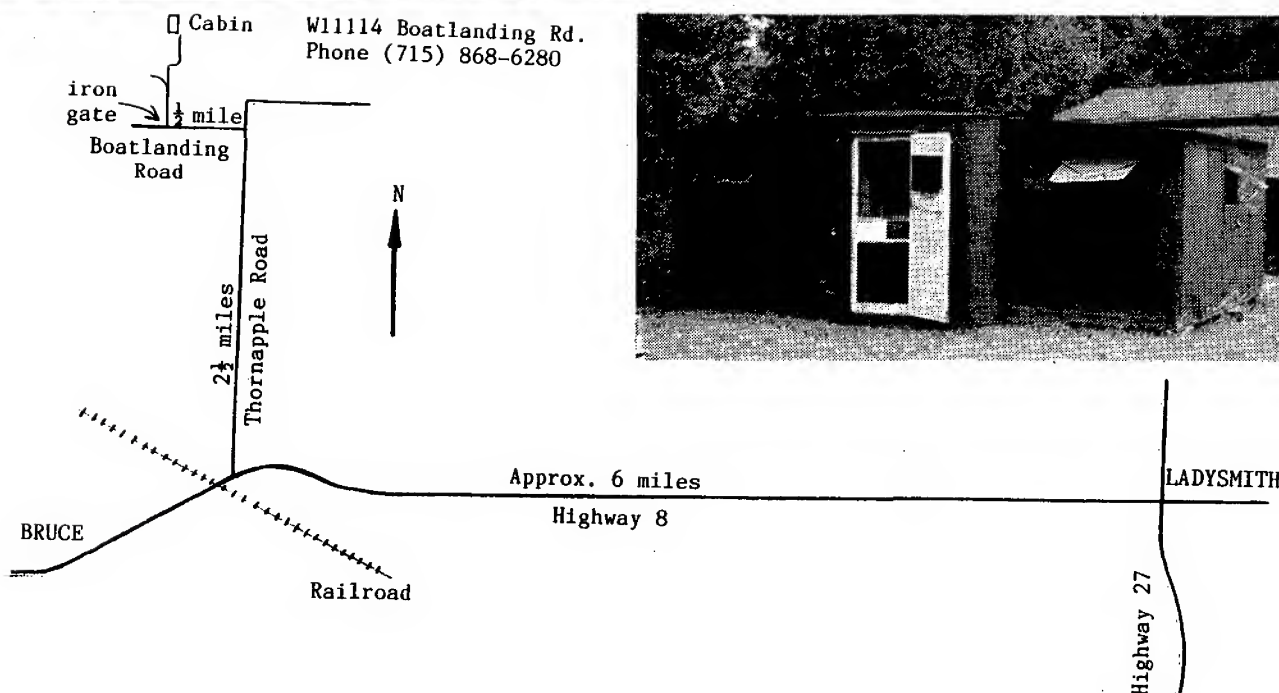 Cabin
W11114 Boatlanding Rd.
Phone (715) 868-6280
iron
gate
½ mile
Boatlanding
Road
N
2½ miles
Thornapple Road
Approx. 6 miles
LADYSMITH
Highway 8
BRUCE
Railroad
Highway 27